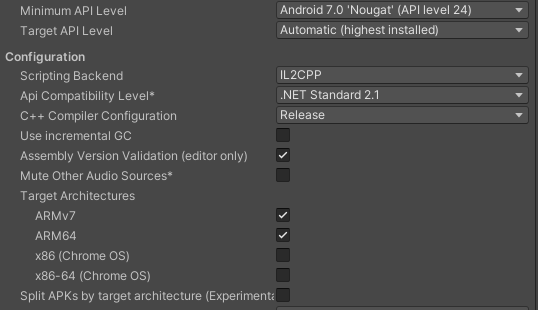 Minimum API Level Android 7.0 'Nougat' (API level 24)
Target API Level Automatic (highest installed)
Configuration
Scripting Backend IL2CPP
Api Compatibility Level* .NET Standard 2.1
C++ Compiler Configuration Release
Use incremental GC
Assembly Version Validation (editor only)
Mute Other Audio Sources*
Target Architectures
ARMv7
ARM64
x86 (Chrome OS)
x86-64 (Chrome OS)
Split APKs by target architecture (Experimenta